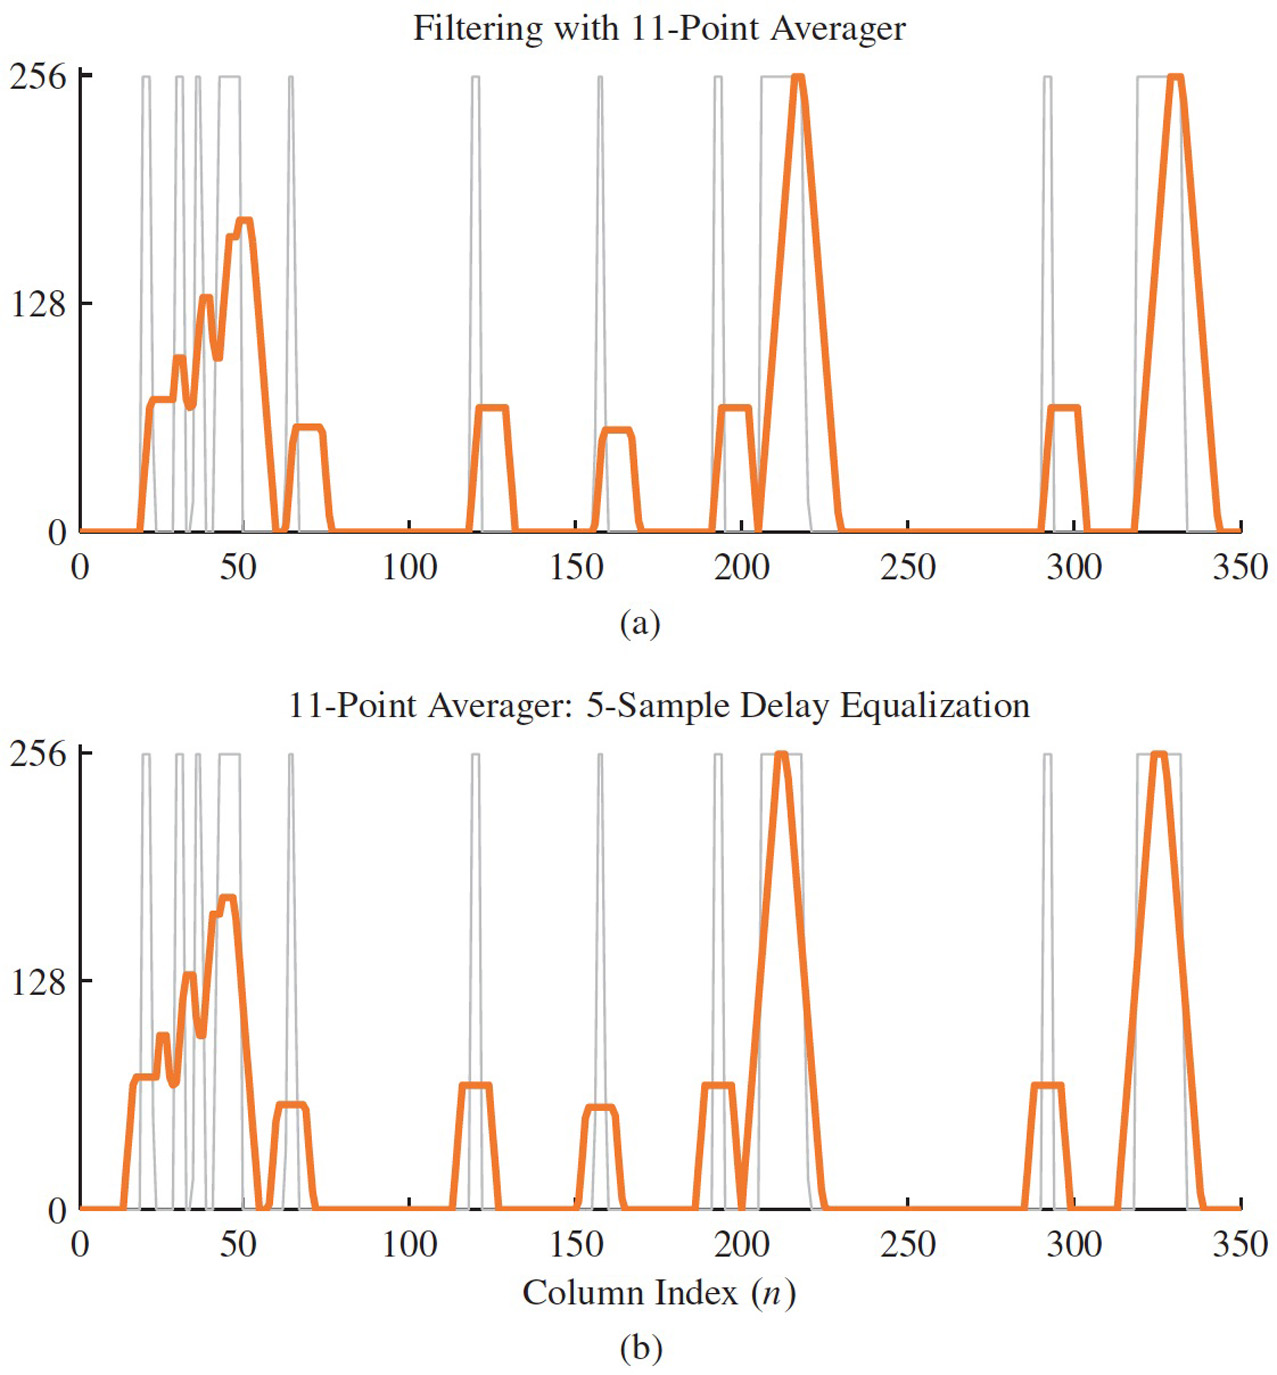 Filtering with 11-Point Averager
256
128
0
0 50 100 150 200 250 300 350
(a)
11-Point Averager: 5-Sample Delay Equalization
256
128
0
0 50 100 150 200 250 300 350
Column Index (n)
(b)